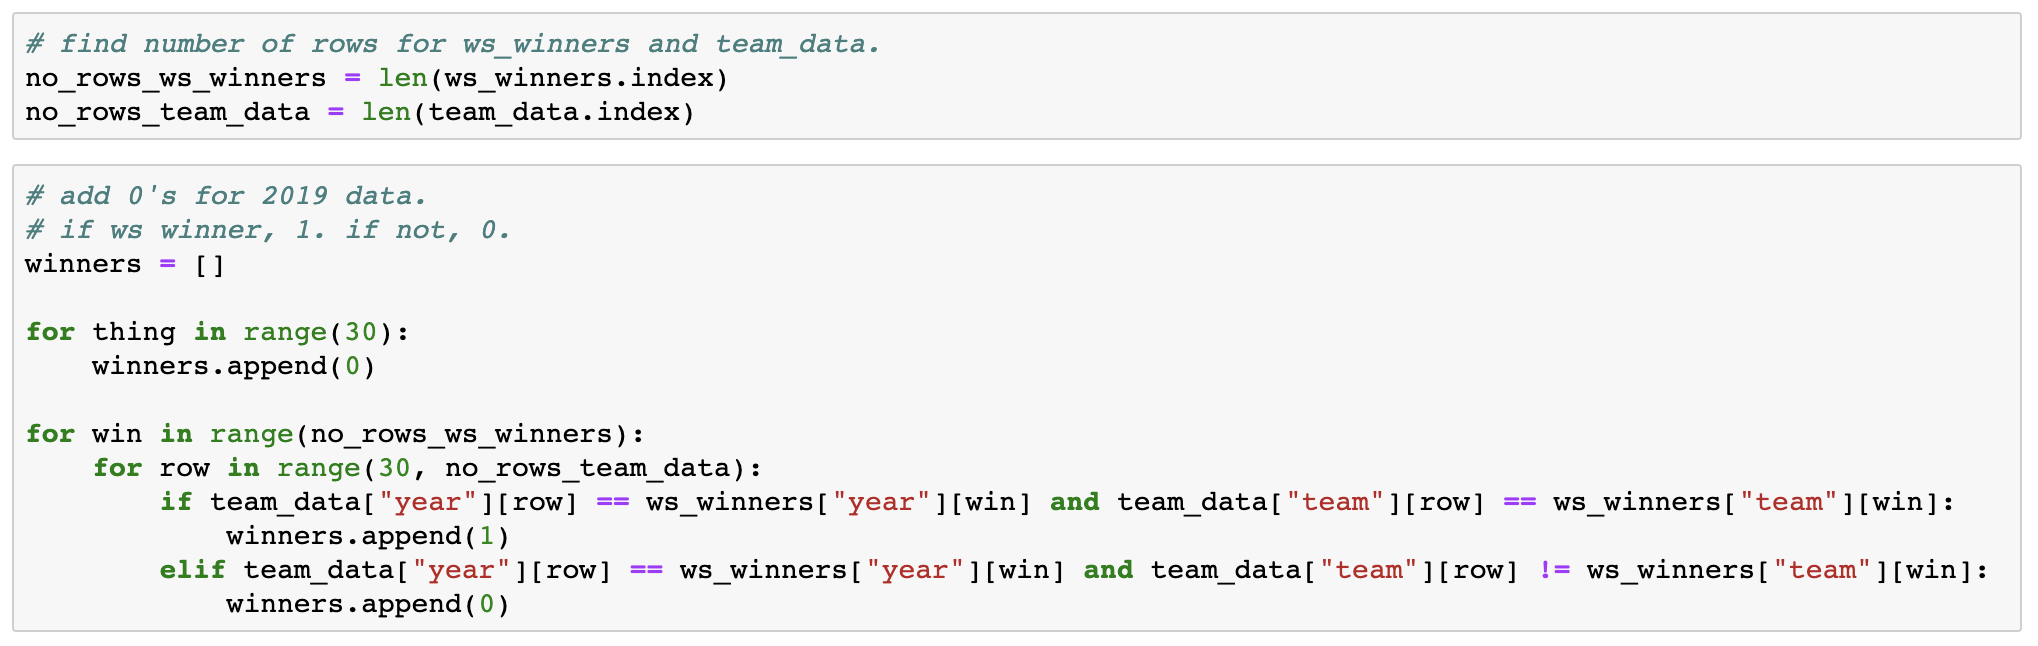 # find number of rows for ws_winners and team_data.
no_rows_ws_winners = len(ws_winners.index)
no_rows_team_data = len(team_data.index)
# add 0's for 2019 data.
# if ws winner, 1. if not, 0.
winners = []
for thing in range(30):
    winners.append(0)
for win in range(no_rows_ws_winners):
    for row in range(30, no_rows_team_data):
        if team_data["year"][row] == ws_winners["year"][win] and team_data["team"][row] == ws_winners["team"][win]:
            winners.append(1)
        elif team_data["year"][row] == ws_winners["year"][win] and team_data["team"][row] != ws_winners["team"][win]:
            winners.append(0)